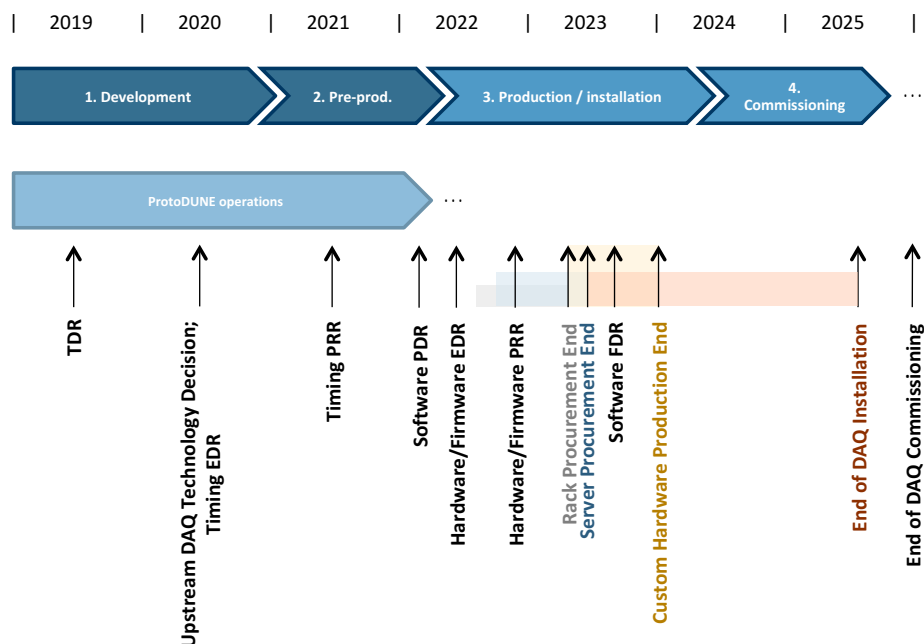 | 2019 | 2020 | 2021 | 2022 | 2023 | 2024 | 2025 |
1. Development
2. Pre-prod.
3. Production / installation
4.
Commissioning
...
ProtoDUNE operations
...
TDR
Upstream DAQ Technology Decision;
Timing EDR
Timing PRR
Software PDR
Hardware/Firmware EDR
Hardware/Firmware PRR
Rack Procurement End
Server Procurement End
Software FDR
Custom Hardware Production End
End of DAQ Installation
End of DAQ Commissioning